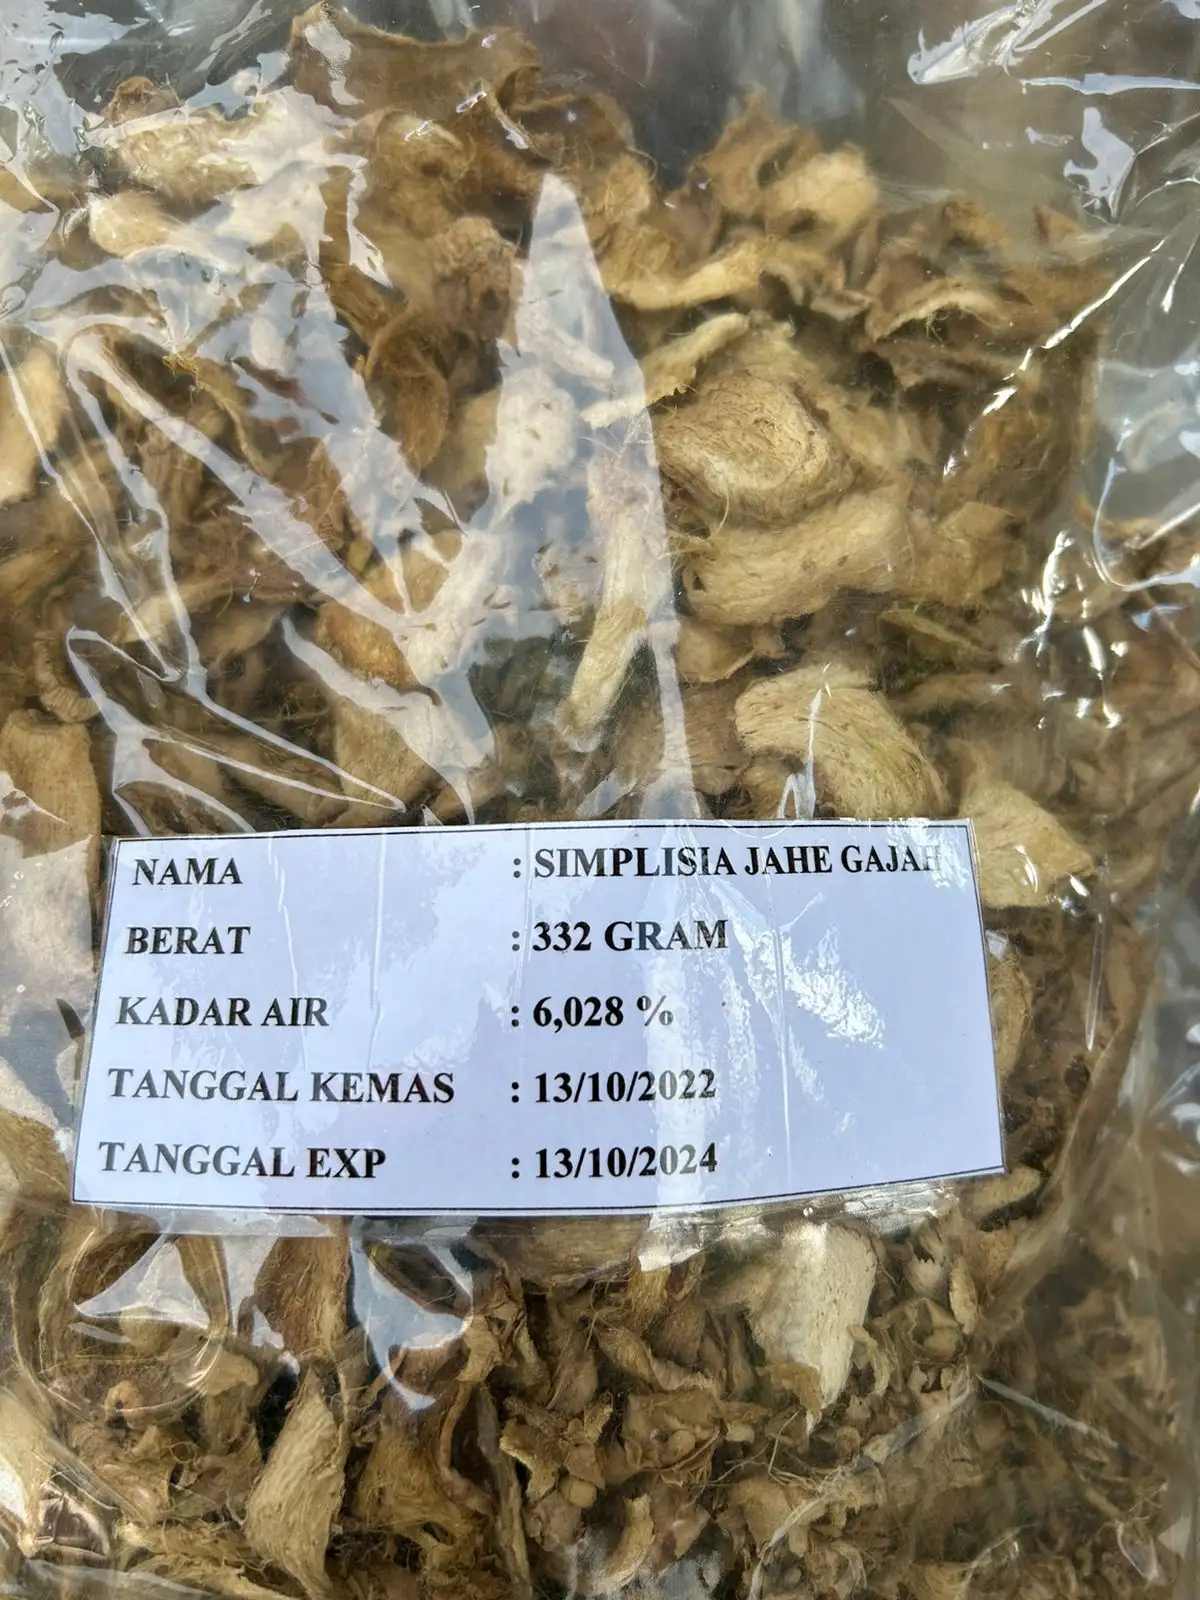 NAMA : SIMPLISIA JAHE GAJAH
BERAT : 332 GRAM
KADAR AIR : 6,028 %
TANGGAL KEMAS : 13/10/2022
TANGGAL EXP : 13/10/2024